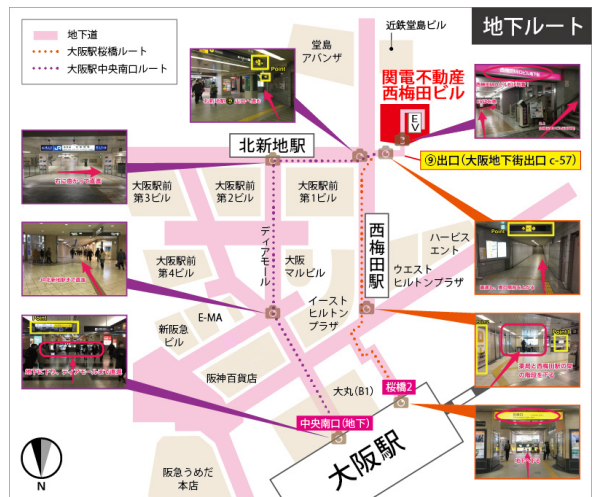 地下ルート
地下道
大阪駅桜橋ルート
大阪駅中央南口ルート
堂島
アバンザ
近鉄堂島ビル
関電不動産
西梅田ビル
EV
Point
北新地駅
⑨出口(大阪地下街出口 c-57)
大阪駅前
第3ビル
大阪駅前
第2ビル
大阪駅前
第1ビル
Point
西梅田駅
ディアモール
大阪
マルビル
ハービス
エント
ウエスト
ヒルトンプラザ
大阪駅前
第4ビル
イースト
ヒルトン
プラザ
E-MA
新阪急
ビル
Point
阪神百貨店
大丸(B1)
桜橋2
中央南口(地下)
大阪駅
阪急うめだ
本店
N